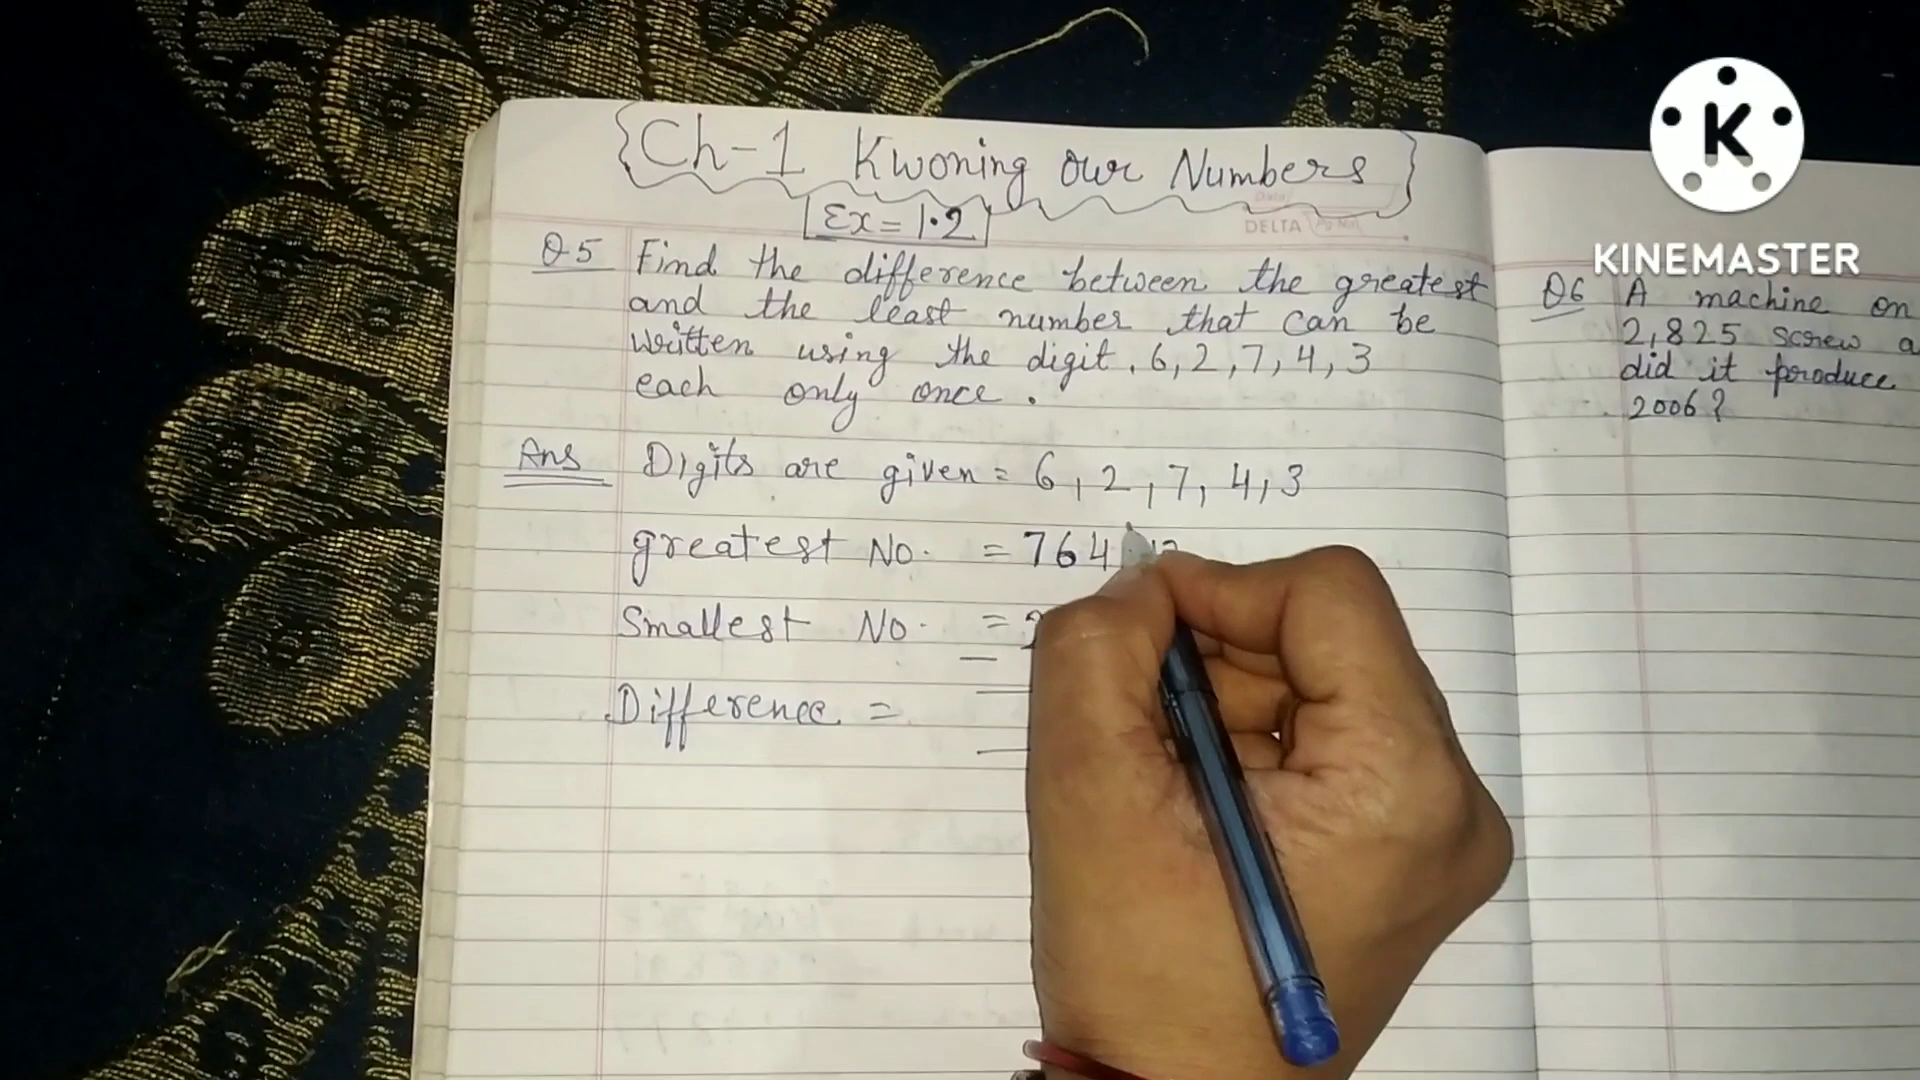 Ch-1 Kwoning Our Numbers
Ex = 1.2
Q5 Find the difference between the greatest
and the least number that can be
written using the digit. 6, 2, 7, 4, 3
each only once.
Ans Digits are given = 6, 2, 7, 4, 3
greatest No. = 764
Smallest No. = 2
Difference =
DELTA Pg No.
Q6 A machine on
2,825 screw a
did it produce
2006?
K
KINEMASTER